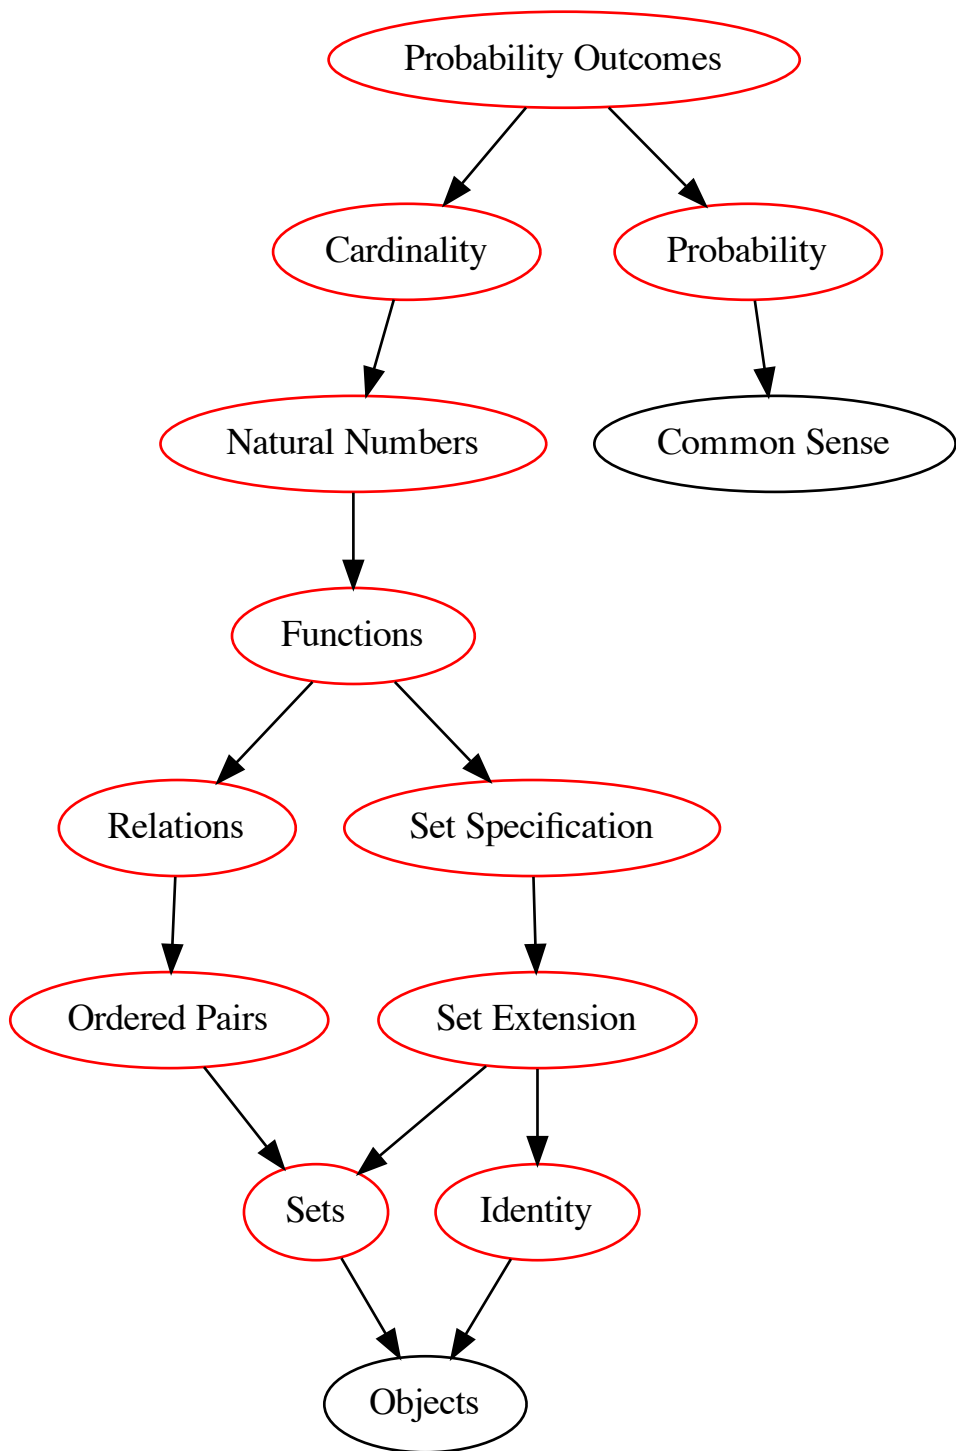 Probability Outcomes
Cardinality
Probability
Natural Numbers
Common Sense
Functions
Relations
Set Specification
Ordered Pairs
Set Extension
Sets
Identity
Objects